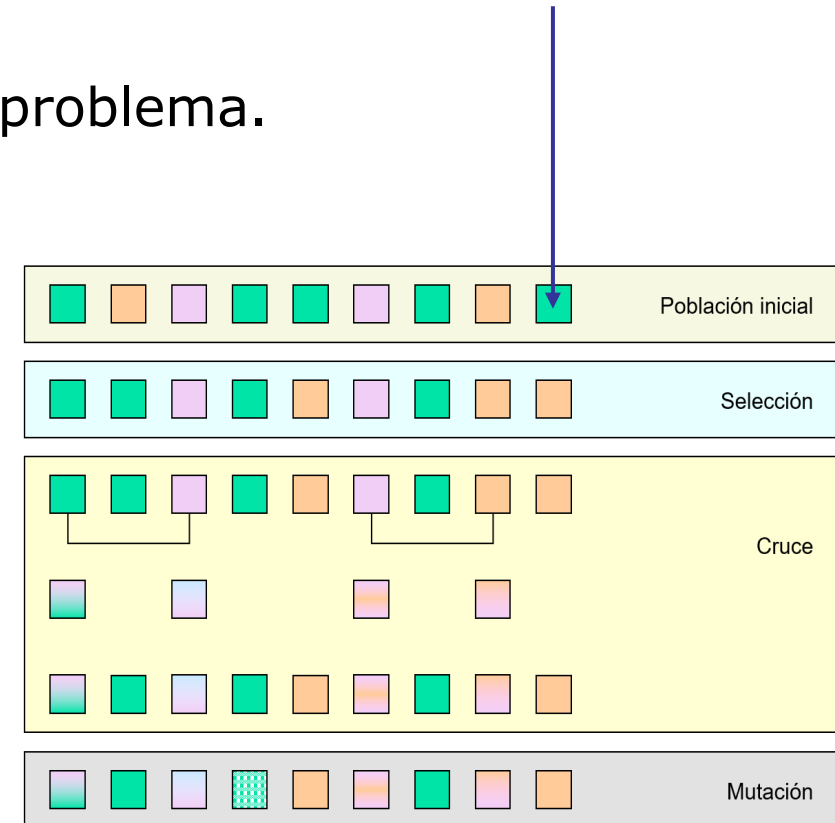 problema.
Población inicial
Selección
Cruce
Mutación